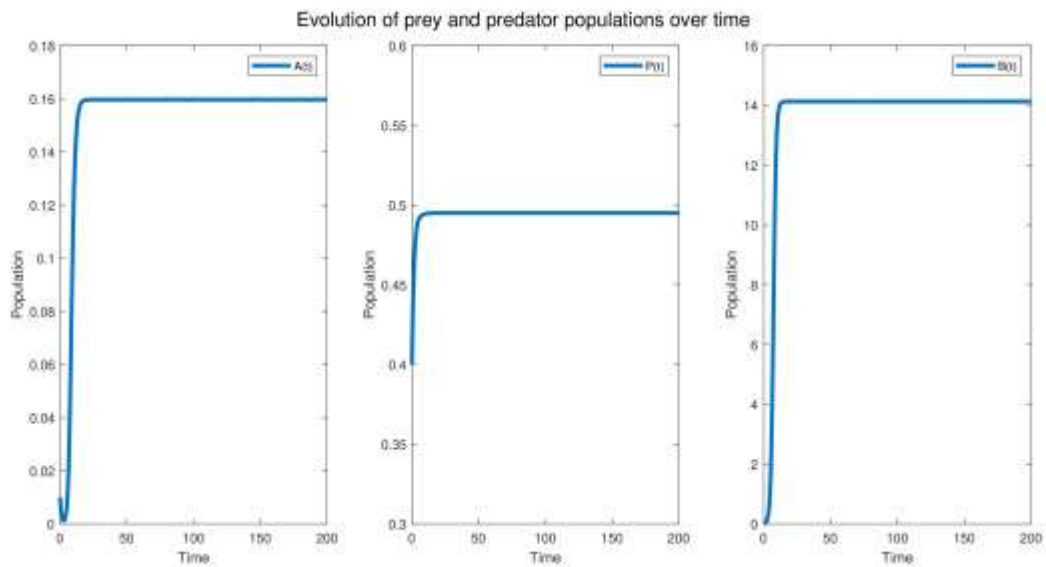 Evolution of prey and predator populations over time
0.18
0.16
0.14
0.12
0.1
0.08
0.06
0.04
0.02
0
Population
A(t)
0 50 100 150 200
Time
0.6
0.55
0.5
0.45
0.4
0.35
0.3
Population
P(t)
0 50 100 150 200
Time
16
14
12
10
8
6
4
2
0
Population
B(t)
0 50 100 150 200
Time